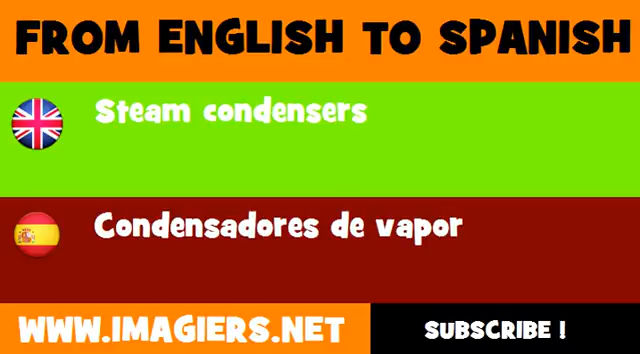 FROM ENGLISH TO SPANISH
Steam condensers
Condensadores de vapor
WWW.IMAGIERS.NET
SUBSCRIBE !